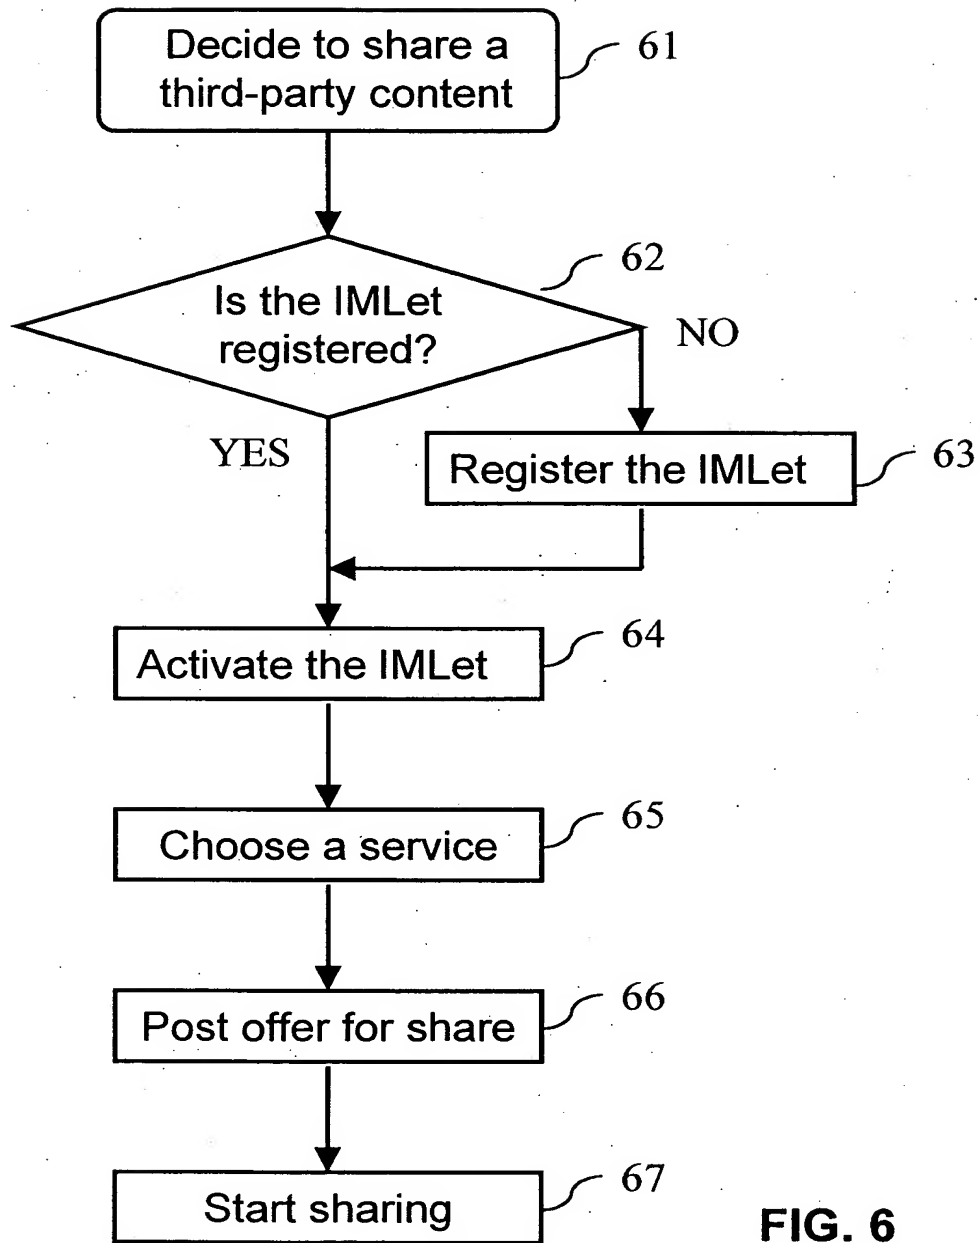 Decide to share a
third-party content
61
62
Is the IMLet
registered?
NO
YES
Register the IMLet
63
Activate the IMLet
64
Choose a service
65
Post offer for share
66
Start sharing
67
FIG. 6